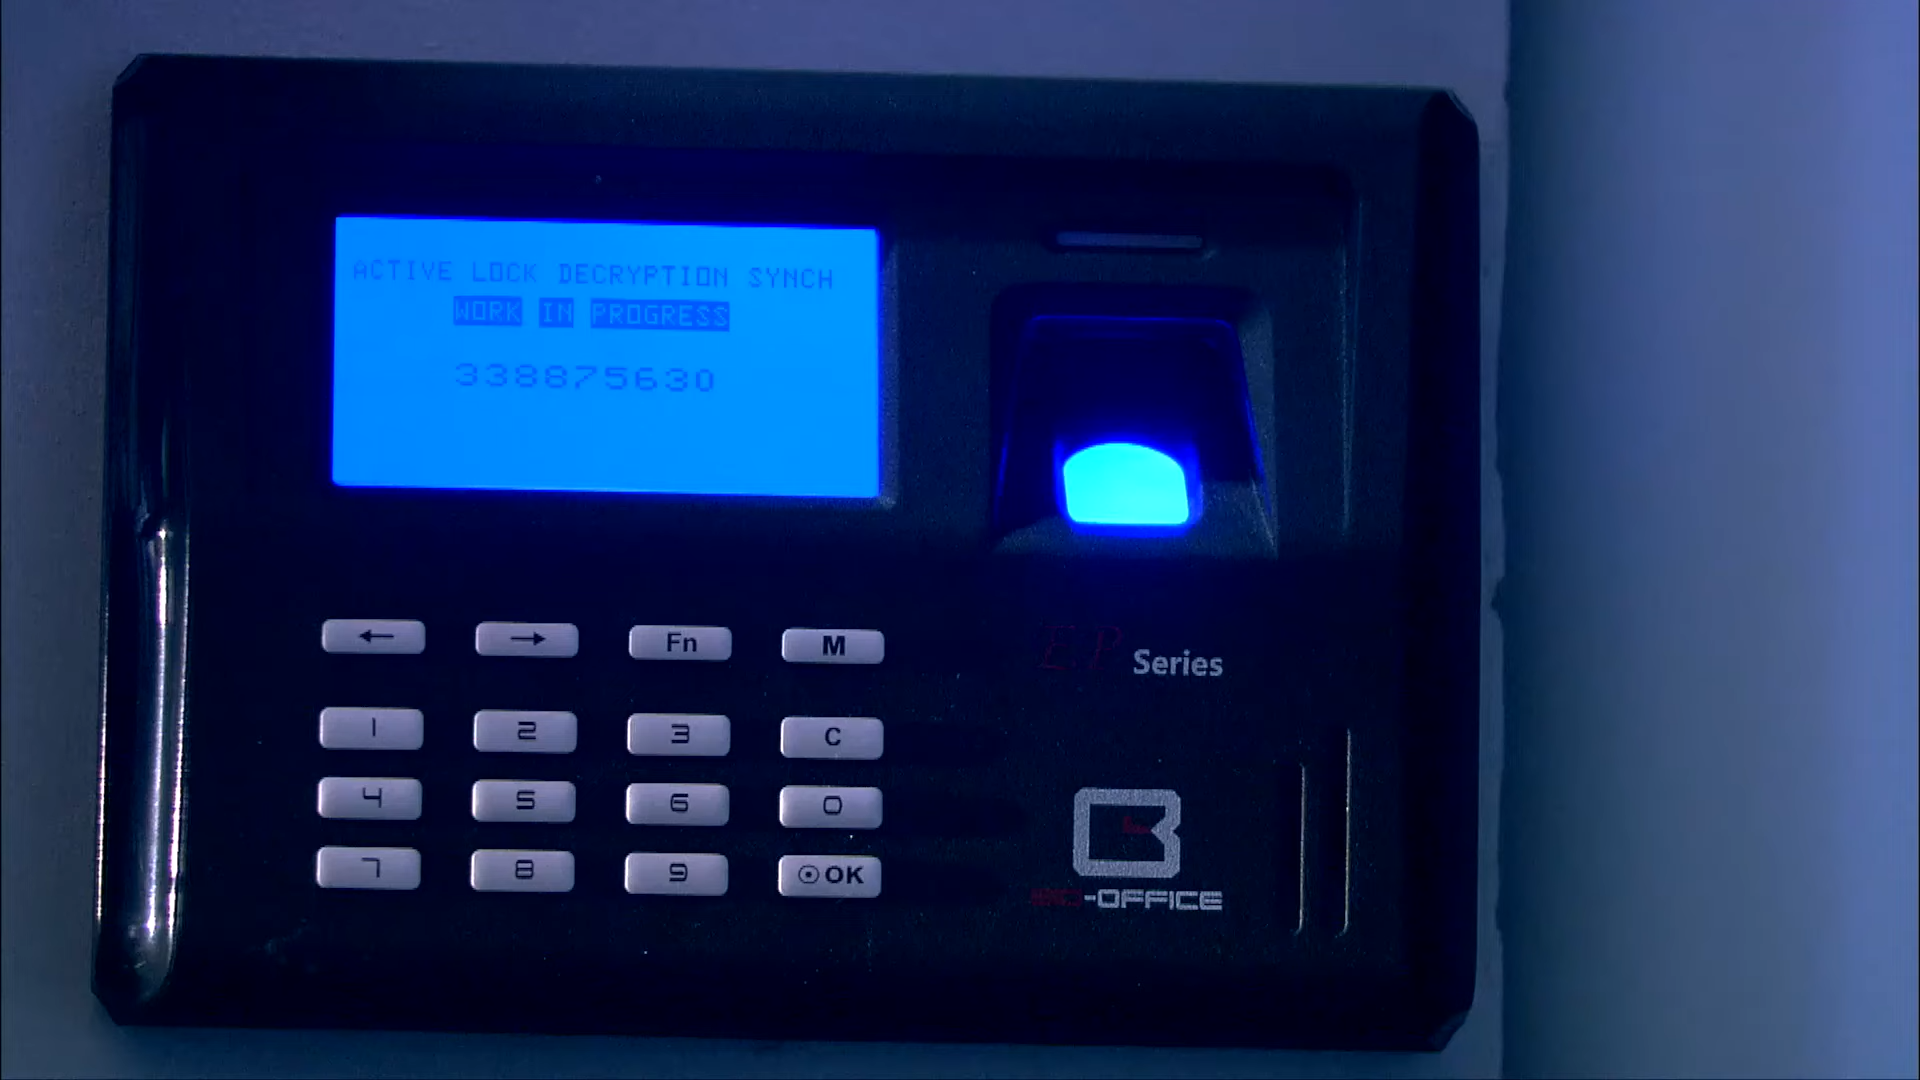 ACTIVE LOCK DECRYPTION SYNCH
WORK IN PROGRESS
338875630
← → Fn M
1 2 3 C
4 5 6 0
7 8 9 OK
EP Series
-OFFICE